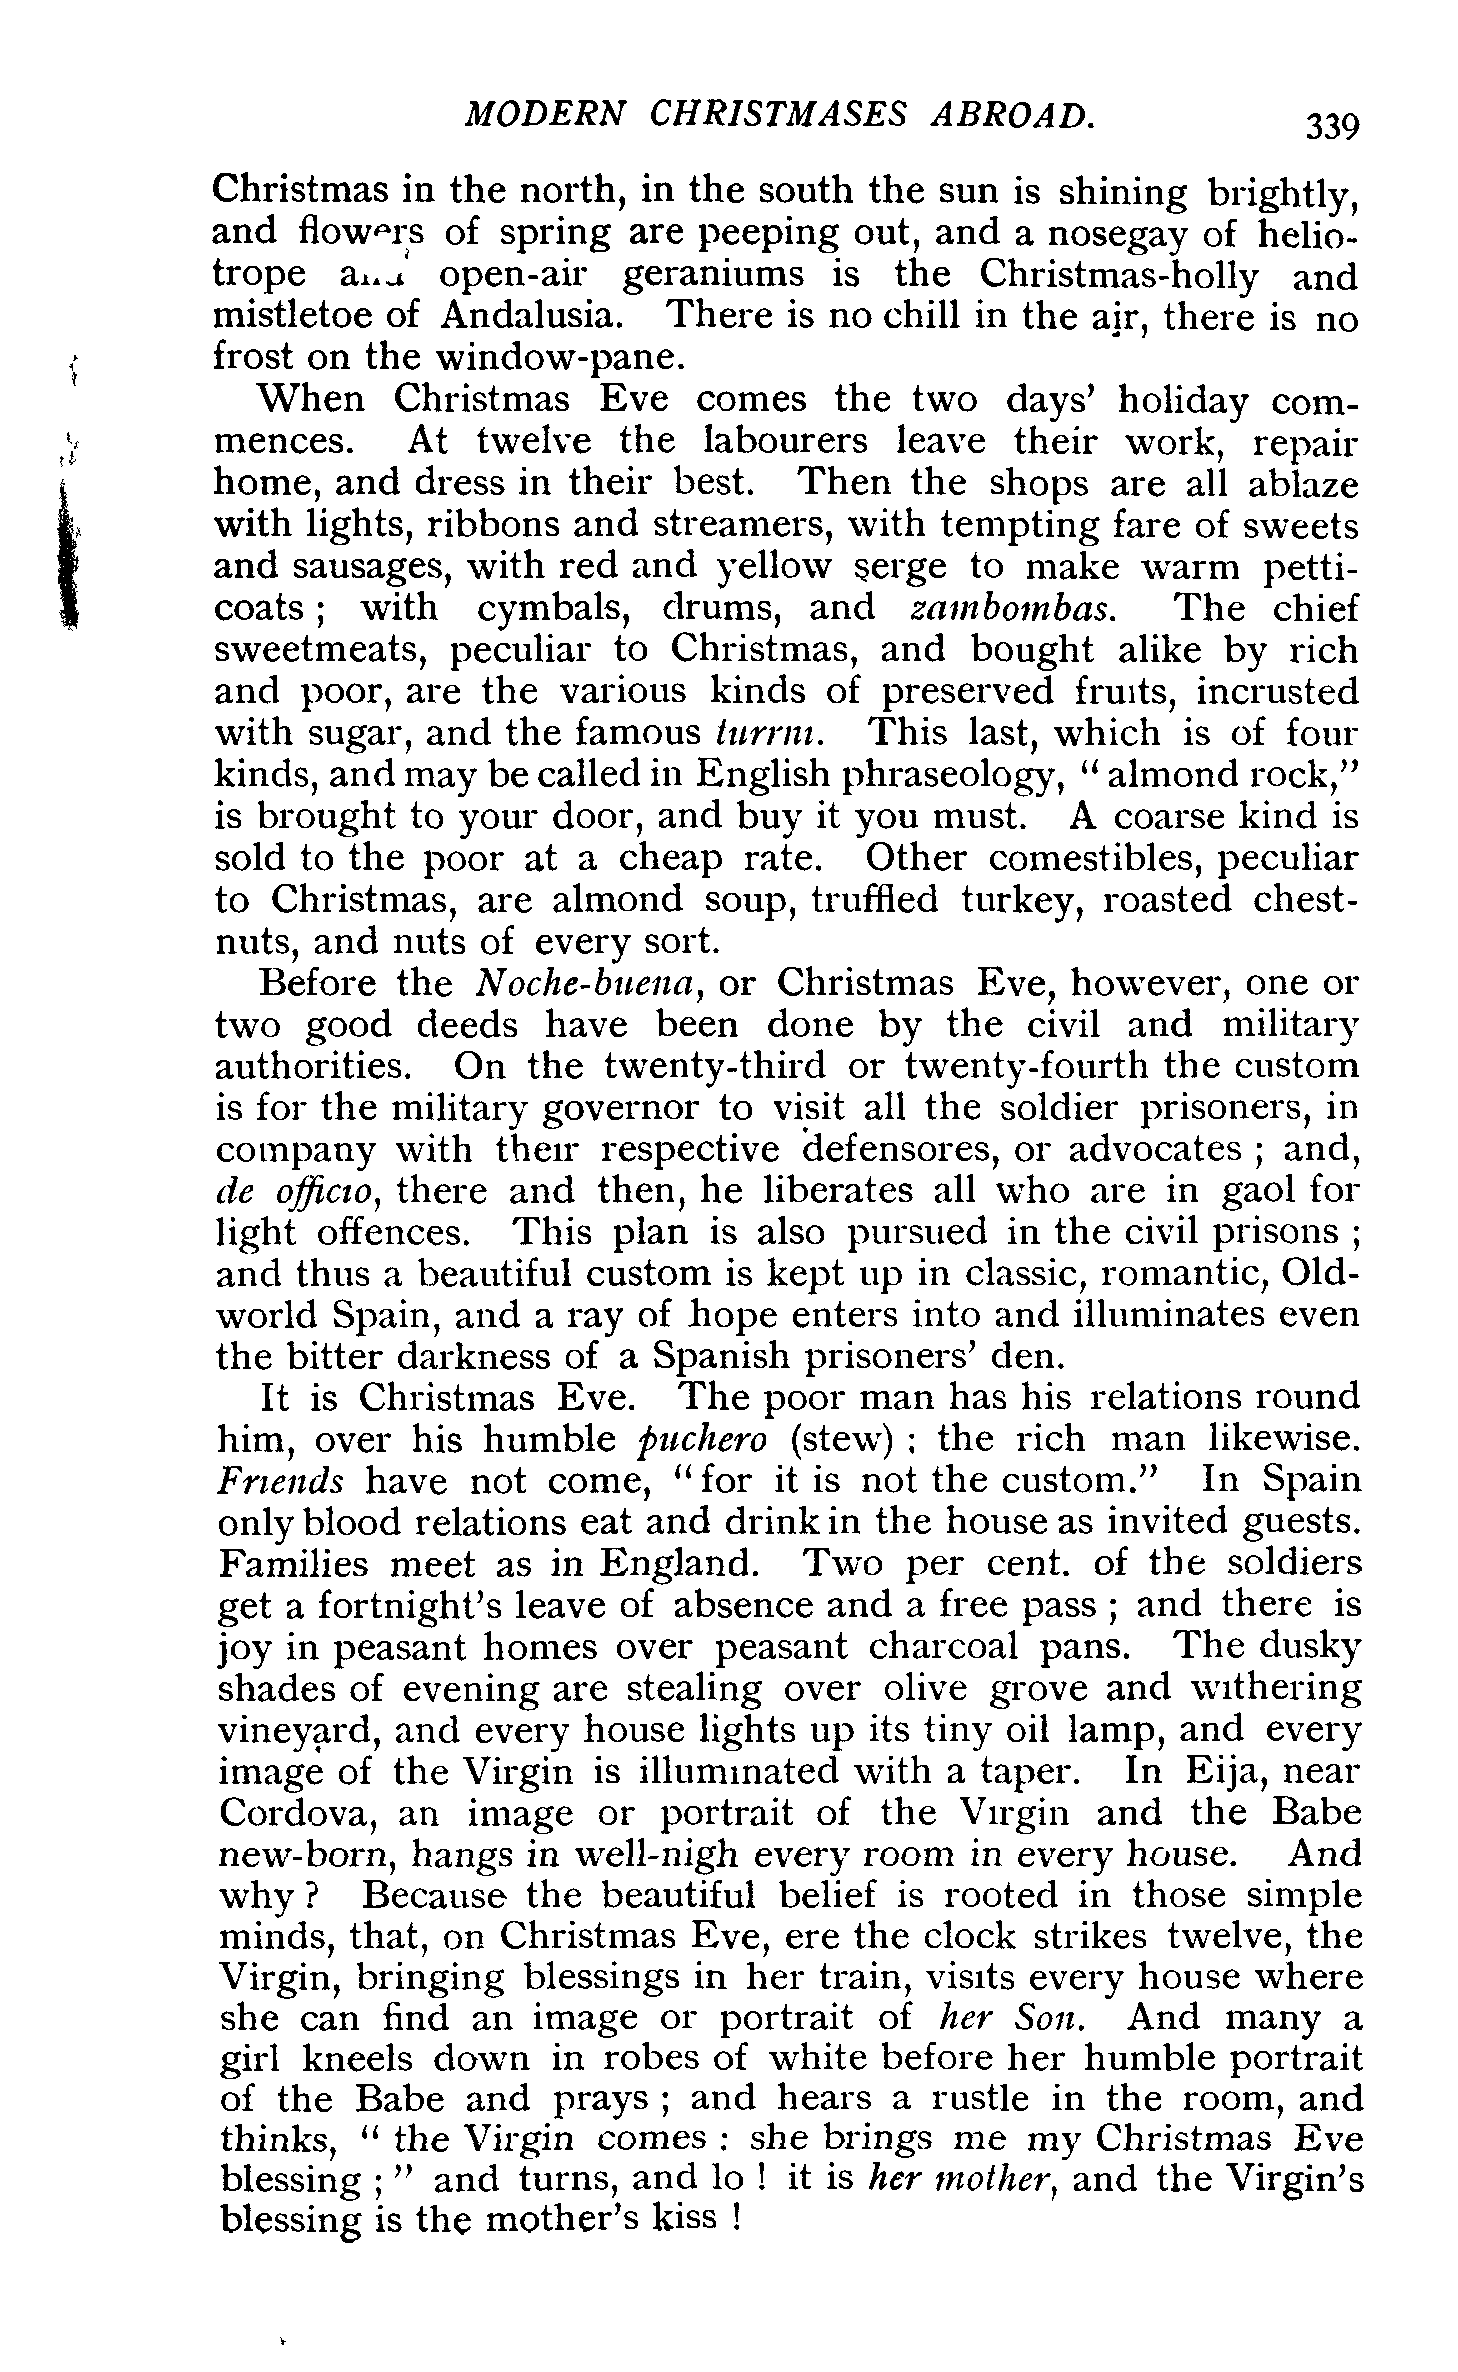 MODERN CHRISTMASES ABROAD. 339
Christmas in the north, in the south the sun is shining brightly,
and flowers of spring are peeping out, and a nosegay of helio-
trope and open-air geraniums is the Christmas-holly and
mistletoe of Andalusia. There is no chill in the air, there is no
frost on the window-pane.
When Christmas Eve comes the two days' holiday com-
mences. At twelve the labourers leave their work, repair
home, and dress in their best. Then the shops are all ablaze
with lights, ribbons and streamers, with tempting fare of sweets
and sausages, with red and yellow serge to make warm petti-
coats ; with cymbals, drums, and zambombas. The chief
sweetmeats, peculiar to Christmas, and bought alike by rich
and poor, are the various kinds of preserved fruits, incrusted
with sugar, and the famous turrni. This last, which is of four
kinds, and may be called in English phraseology, “ almond rock,”
is brought to your door, and buy it you must. A coarse kind is
sold to the poor at a cheap rate. Other comestibles, peculiar
to Christmas, are almond soup, truffled turkey, roasted chest-
nuts, and nuts of every sort.
Before the Noche-buena, or Christmas Eve, however, one or
two good deeds have been done by the civil and military
authorities. On the twenty-third or twenty-fourth the custom
is for the military governor to visit all the soldier prisoners, in
company with their respective defensores, or advocates ; and,
de officio, there and then, he liberates all who are in gaol for
light offences. This plan is also pursued in the civil prisons ;
and thus a beautiful custom is kept up in classic, romantic, Old-
world Spain, and a ray of hope enters into and illuminates even
the bitter darkness of a Spanish prisoners' den.
It is Christmas Eve. The poor man has his relations round
him, over his humble puchero (stew) : the rich man likewise.
Friends have not come, “ for it is not the custom.” In Spain
only blood relations eat and drink in the house as invited guests.
Families meet as in England. Two per cent. of the soldiers
get a fortnight's leave of absence and a free pass ; and there is
joy in peasant homes over peasant charcoal pans. The dusky
shades of evening are stealing over olive grove and withering
vineyard, and every house lights up its tiny oil lamp, and every
image of the Virgin is illuminated with a taper. In Eija, near
Cordova, an image or portrait of the Virgin and the Babe
new-born, hangs in well-nigh every room in every house. And
why ? Because the beautiful belief is rooted in those simple
minds, that, on Christmas Eve, ere the clock strikes twelve, the
Virgin, bringing blessings in her train, visits every house where
she can find an image or portrait of her Son. And many a
girl kneels down in robes of white before her humble portrait
of the Babe and prays ; and hears a rustle in the room, and
thinks, “ the Virgin comes : she brings me my Christmas Eve
blessing ; ” and turns, and lo ! it is her mother, and the Virgin's
blessing is the mother's kiss !